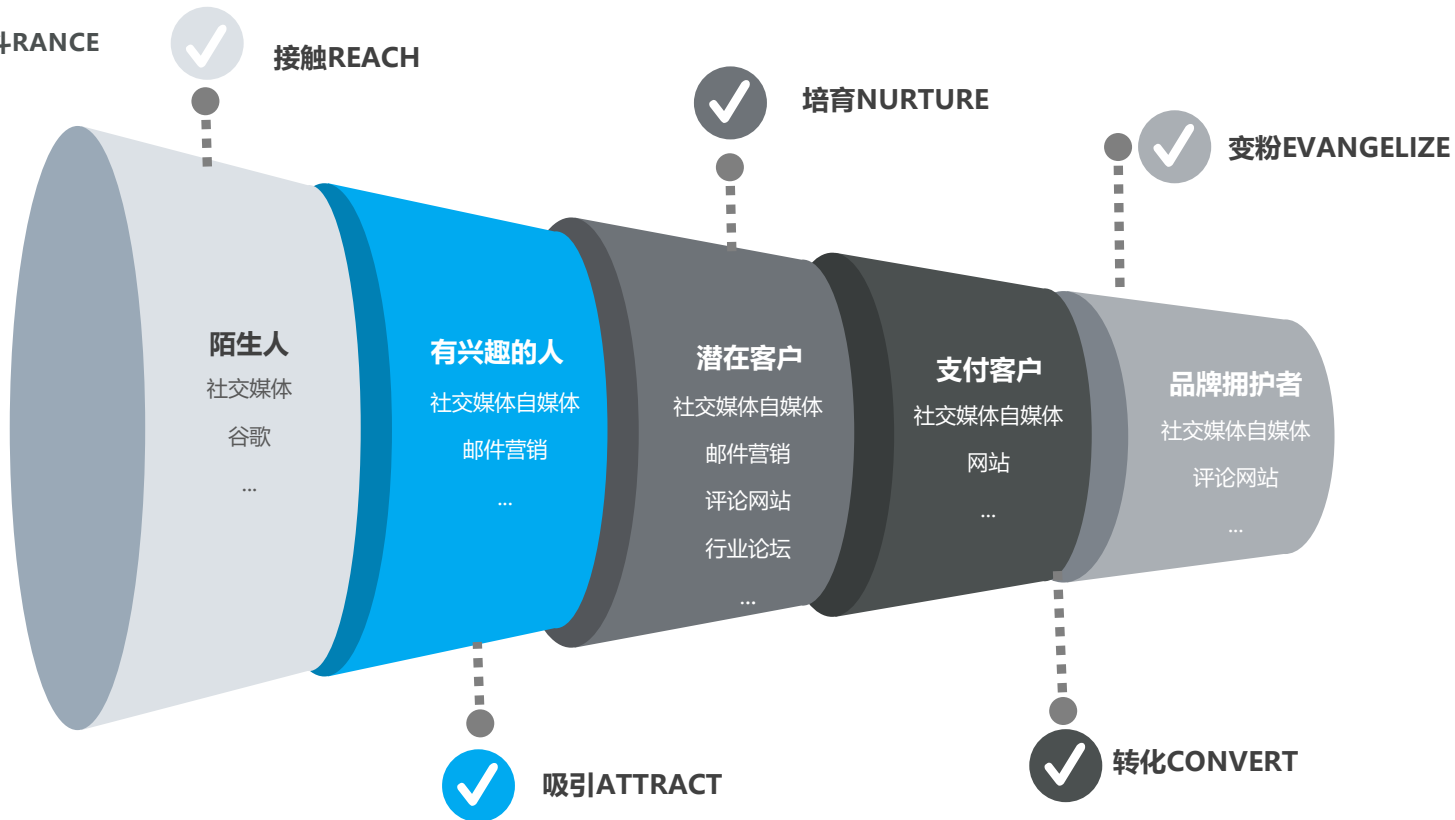 接触REACH
培育NURTURE
变粉EVANGELIZE
陌生人
社交媒体
谷歌
...
有兴趣的人
社交媒体自媒体
邮件营销
...
潜在客户
社交媒体自媒体
邮件营销
评论网站
行业论坛
...
支付客户
社交媒体自媒体
网站
...
品牌拥护者
社交媒体自媒体
评论网站
...
吸引ATTRACT
转化CONVERT